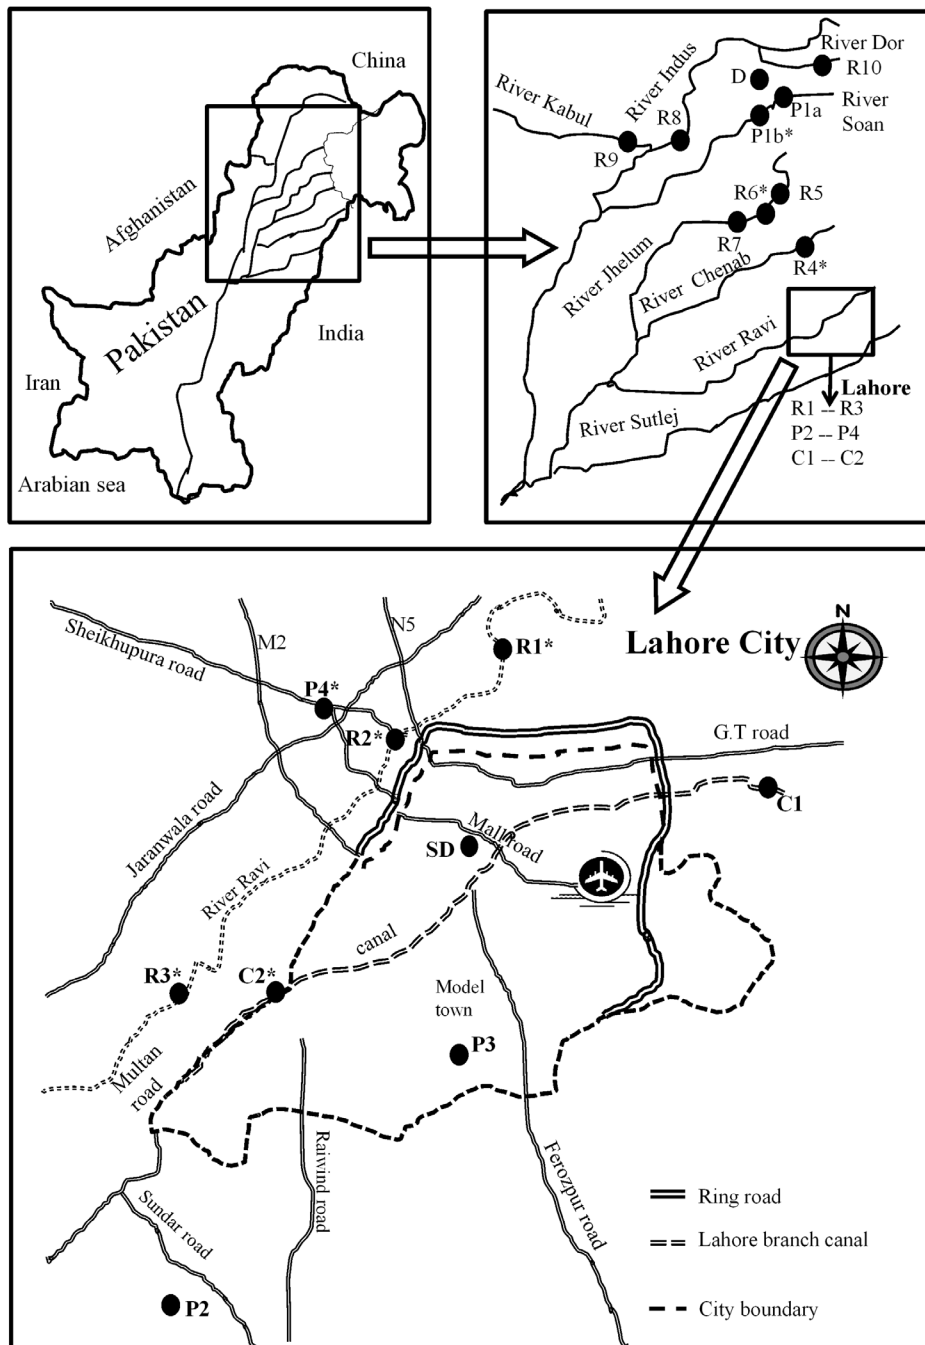 China
Afghanistan
Pakistan
India
Iran
Arabian sea
River Dor
R10
D
River Indus
River Kabul
R8
P1a
River
Soan
P1b*
R9
R6*
R5
R7
R4*
River Jhelum
River Chenab
River Ravi
Lahore
R1 -- R3
P2 -- P4
C1 -- C2
River Sutlej
Lahore City
N
Sheikhupura road
M2
N5
R1*
P4*
R2*
G.T road
C1
Jaranwala road
Mall road
SD
River Ravi
canal
R3*
C2*
Model
town
P3
Multan
road
Raiwind road
Ferozpur road
Sundar road
P2
Ring road
Lahore branch canal
City boundary